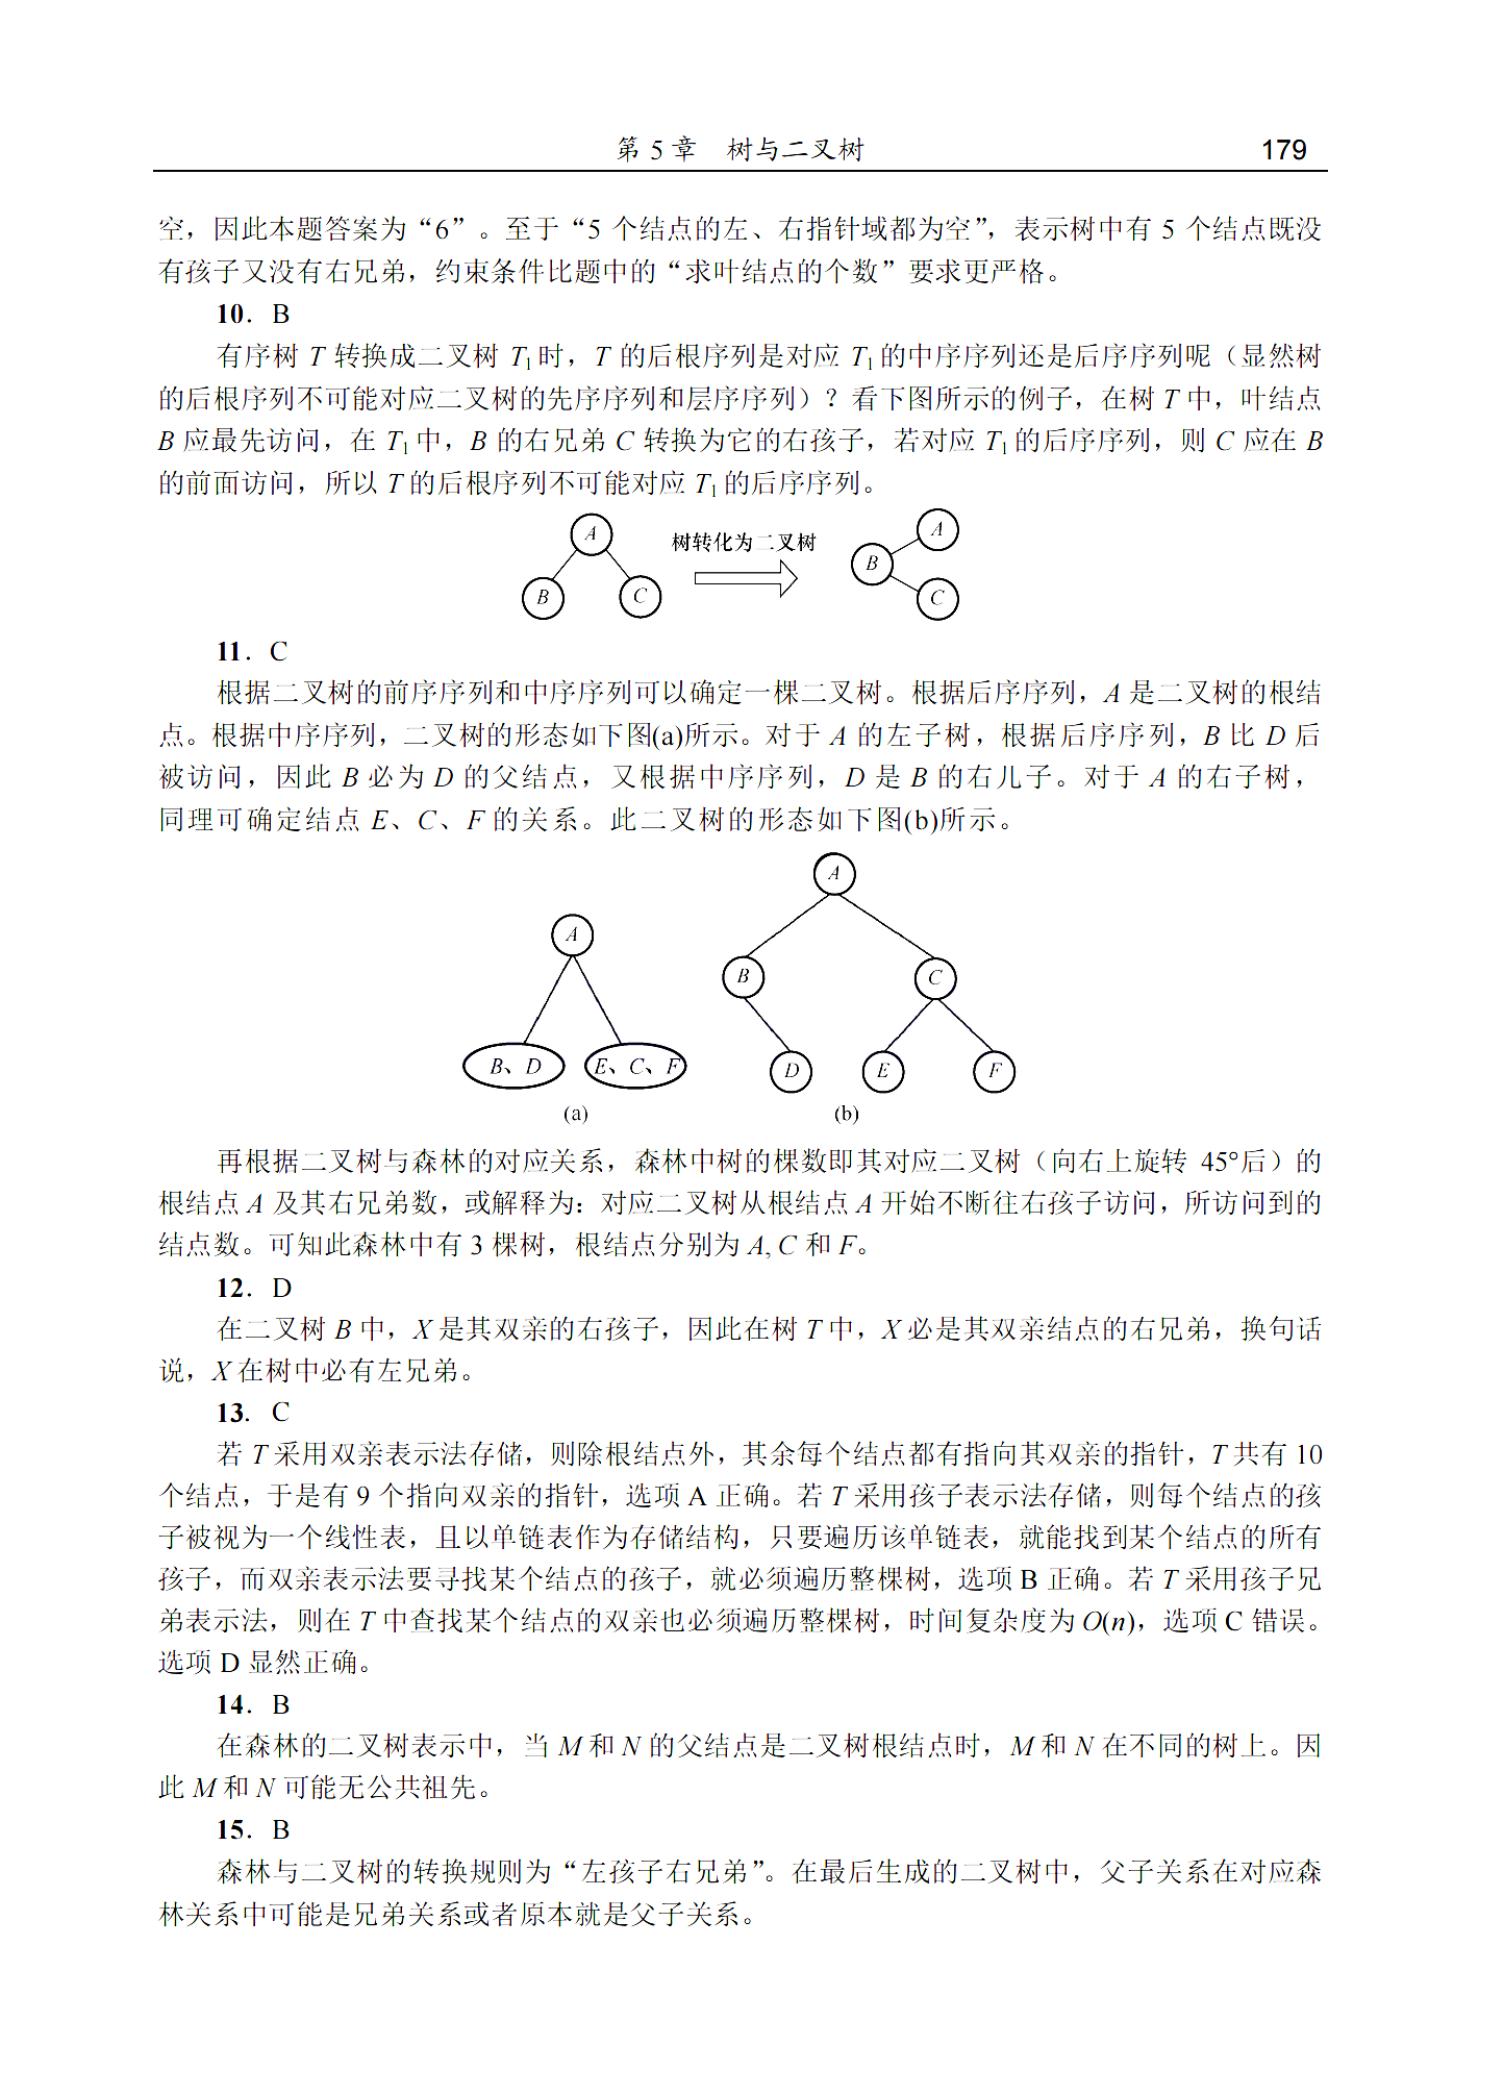 第 5 章 树与二叉树 179
空，因此本题答案为“6”。至于“5 个结点的左、右指针域都为空”，表示树中有 5 个结点既没
有孩子又没有右兄弟，约束条件比题中的“求叶结点的个数”要求更严格。
10．B
有序树 T 转换成二叉树 T₁时，T 的后根序列是对应 T₁的中序序列还是后序序列呢（显然树
的后根序列不可能对应二叉树的先序序列和层序序列）？看下图所示的例子，在树 T 中，叶结点
B 应最先访问，在 T₁中，B 的右兄弟 C 转换为它的右孩子，若对应 T₁的后序序列，则 C 应在 B
的前面访问，所以 T 的后根序列不可能对应 T₁的后序序列。
A
B
C
树转化为二叉树
A
B
C
11．C
根据二叉树的前序序列和中序序列可以确定一棵二叉树。根据后序序列，A 是二叉树的根结
点。根据中序序列，二叉树的形态如下图(a)所示。对于 A 的左子树，根据后序序列，B 比 D 后
被访问，因此 B 必为 D 的父结点，又根据中序序列，D 是 B 的右儿子。对于 A 的右子树，
同理可确定结点 E、C、F 的关系。此二叉树的形态如下图(b)所示。
A
B、D
E、C、F
(a)
A
B
C
D
E
F
(b)
再根据二叉树与森林的对应关系，森林中树的棵数即其对应二叉树（向右上旋转 45°后）的
根结点 A 及其右兄弟数，或解释为：对应二叉树从根结点 A 开始不断往右孩子访问，所访问到的
结点数。可知此森林中有 3 棵树，根结点分别为 A, C 和 F。
12．D
在二叉树 B 中，X 是其双亲的右孩子，因此在树 T 中，X 必是其双亲结点的右兄弟，换句话
说，X 在树中必有左兄弟。
13. C
若 T 采用双亲表示法存储，则除根结点外，其余每个结点都有指向其双亲的指针，T 共有 10
个结点，于是有 9 个指向双亲的指针，选项 A 正确。若 T 采用孩子表示法存储，则每个结点的孩
子被视为一个线性表，且以单链表作为存储结构，只要遍历该单链表，就能找到某个结点的所有
孩子，而双亲表示法要寻找某个结点的孩子，就必须遍历整棵树，选项 B 正确。若 T 采用孩子兄
弟表示法，则在 T 中查找某个结点的双亲也必须遍历整棵树，时间复杂度为 O(n)，选项 C 错误。
选项 D 显然正确。
14．B
在森林的二叉树表示中，当 M 和 N 的父结点是二叉树根结点时，M 和 N 在不同的树上。因
此 M 和 N 可能无公共祖先。
15．B
森林与二叉树的转换规则为“左孩子右兄弟”。在最后生成的二叉树中，父子关系在对应森
林关系中可能是兄弟关系或者原本就是父子关系。